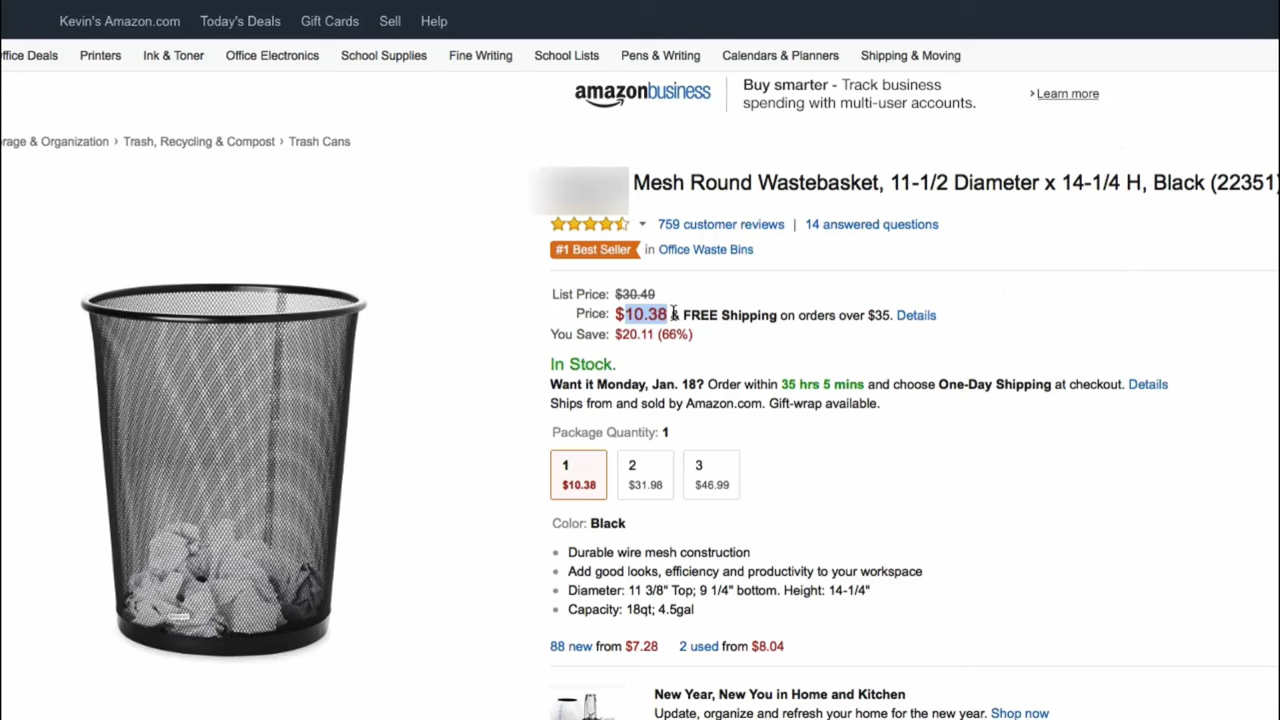 Kevin's Amazon.com Today's Deals Gift Cards Sell Help
ffice Deals Printers Ink & Toner Office Electronics School Supplies Fine Writing School Lists Pens & Writing Calendars & Planners Shipping & Moving
amazonbusiness
Buy smarter - Track business
spending with multi-user accounts.
› Learn more
rage & Organization › Trash, Recycling & Compost › Trash Cans
Mesh Round Wastebasket, 11-1/2 Diameter x 14-1/4 H, Black (22351)
759 customer reviews | 14 answered questions
#1 Best Seller in Office Waste Bins
List Price: $30.49
Price: $10.38 & FREE Shipping on orders over $35. Details
You Save: $20.11 (66%)
In Stock.
Want it Monday, Jan. 18? Order within 35 hrs 5 mins and choose One-Day Shipping at checkout. Details
Ships from and sold by Amazon.com. Gift-wrap available.
Package Quantity: 1
1 2 3
$10.38 $31.98 $46.99
Color: Black
• Durable wire mesh construction
• Add good looks, efficiency and productivity to your workspace
• Diameter: 11 3/8" Top; 9 1/4" bottom. Height: 14-1/4"
• Capacity: 18qt; 4.5gal
88 new from $7.28 2 used from $8.04
New Year, New You in Home and Kitchen
Update, organize and refresh your home for the new year. Shop now